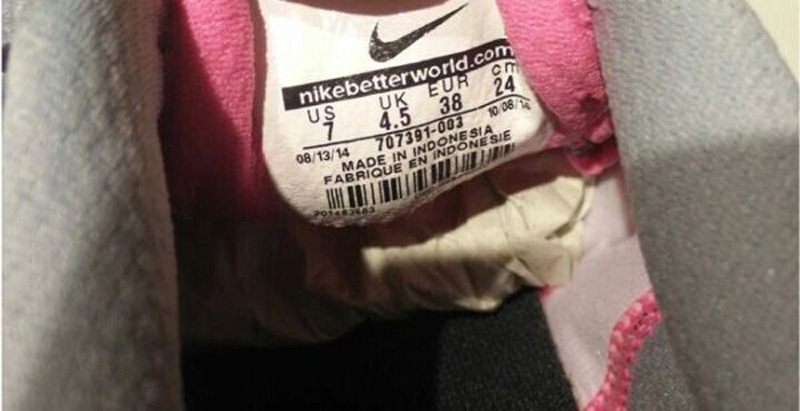 nikebetterworld.com
US UK EUR cm
7 4.5 38 24
08/13/14 707391-003 10/08/14
MADE IN INDONESIA
FABRIQUE EN INDONESIE